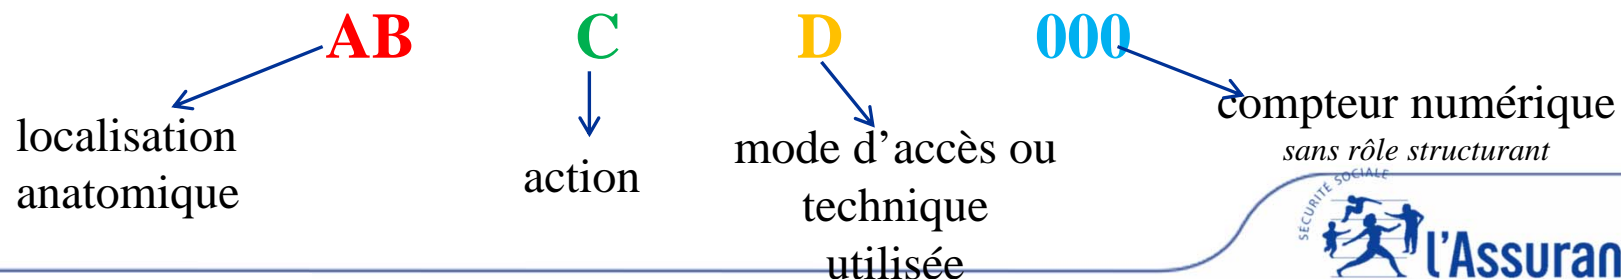 AB C D 000
localisation
anatomique
action
mode d’accès ou
technique
utilisée
compteur numérique
sans rôle structurant
SÉCURITÉ SOCIALE
l'Assuran